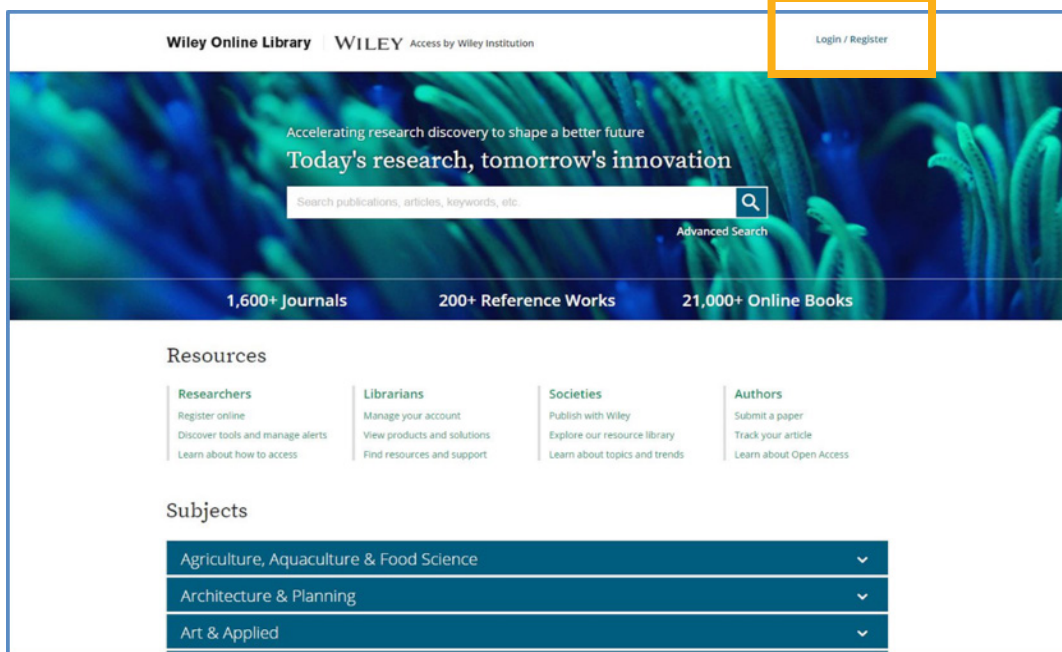 Wiley Online Library
WILEY Access by Wiley Institution
Login / Register
Accelerating research discovery to shape a better future
Today's research, tomorrow's innovation
Search publications, articles, keywords, etc.
Advanced Search
1,600+ Journals
200+ Reference Works
21,000+ Online Books
Resources
Researchers
Register online
Discover tools and manage alerts
Learn about how to access
Librarians
Manage your account
View products and solutions
Find resources and support
Societies
Publish with Wiley
Explore our resource library
Learn about topics and trends
Authors
Submit a paper
Track your article
Learn about Open Access
Subjects
Agriculture, Aquaculture & Food Science
Architecture & Planning
Art & Applied